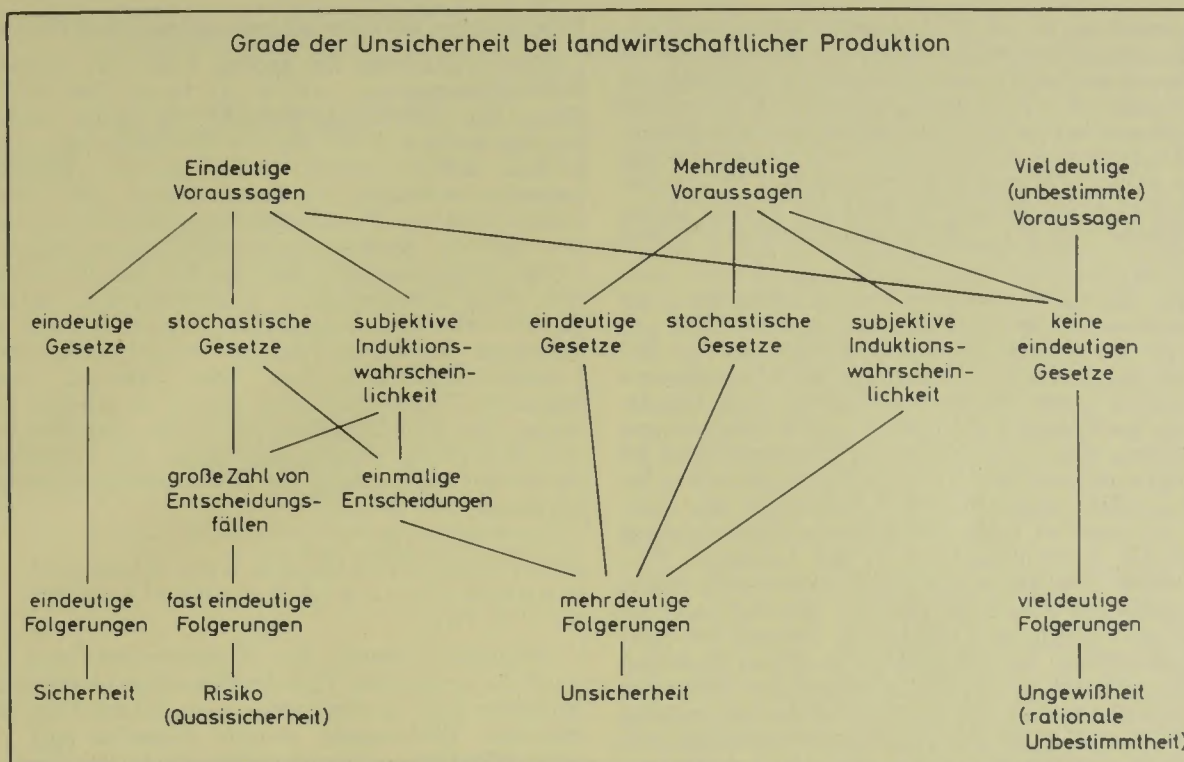 Grade der Unsicherheit bei landwirtschaftlicher Produktion
Eindeutige
Voraussagen
Mehrdeutige
Voraussagen
Vieldeutige
(unbestimmte)
Voraussagen
eindeutige
Gesetze
stochastische
Gesetze
subjektive
Induktions-
wahrschein-
lichkeit
eindeutige
Gesetze
stochastische
Gesetze
subjektive
Induktions-
wahrschein-
lichkeit
keine
eindeutigen
Gesetze
große Zahl von
Entscheidungs-
fällen
einmalige
Entscheidungen
eindeutige
Folgerungen
fast eindeutige
Folgerungen
mehrdeutige
Folgerungen
vieldeutige
Folgerungen
Sicherheit
Risiko
(Quasisicherheit)
Unsicherheit
Ungewißheit
(rationale
Unbestimmtheit)